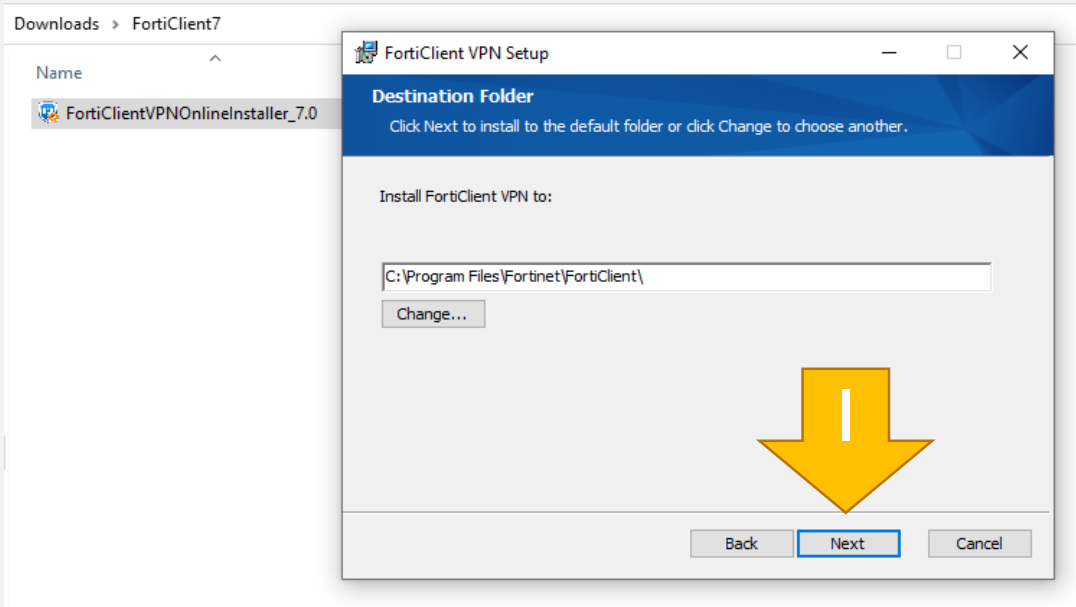 Downloads > FortiClient7
Name
FortiClientVPNOnlineInstaller_7.0
FortiClient VPN Setup
Destination Folder
Click Next to install to the default folder or click Change to choose another.
Install FortiClient VPN to:
C:\Program Files\Fortinet\FortiClient\
Change...
Back Next Cancel